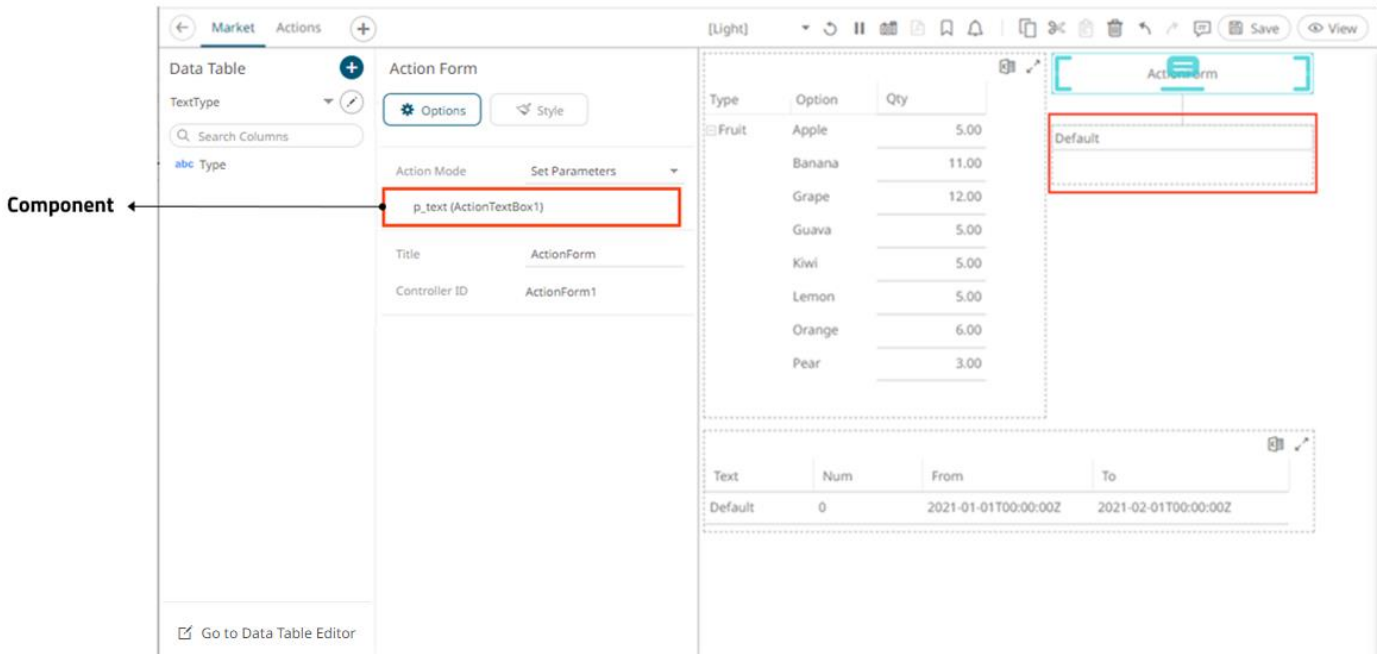 Market Actions
[Light] Save View
Data Table
TextType
Search Columns
abc Type
Go to Data Table Editor
Component
Action Form
Options Style
Action Mode Set Parameters
p_text (ActionTextBox1)
Title ActionForm
Controller ID ActionForm1
Type Option Qty
Fruit Apple 5.00
Banana 11.00
Grape 12.00
Guava 5.00
Kiwi 5.00
Lemon 5.00
Orange 6.00
Pear 3.00
Default
Text Num From To
Default 0 2021-01-01T00:00:00Z 2021-02-01T00:00:00Z